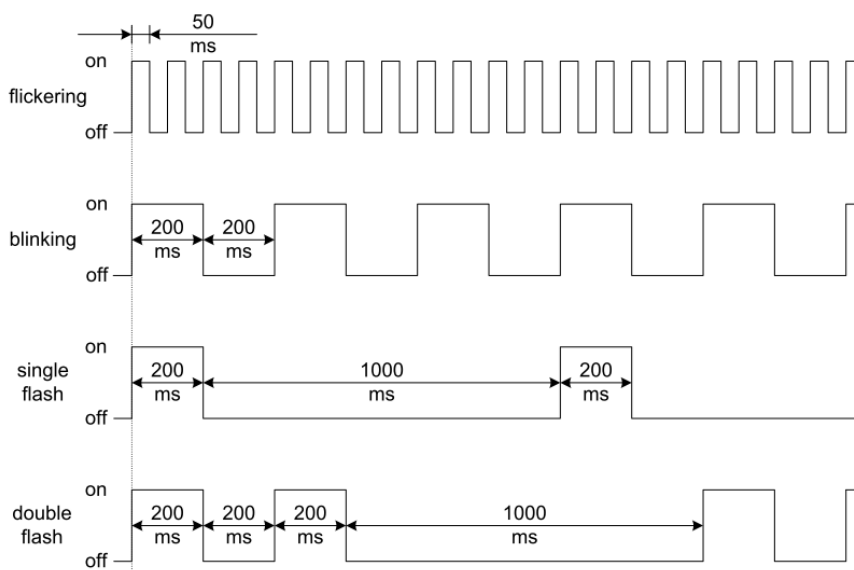 50
ms
on
flickering
off
on
blinking
200
ms
200
ms
off
on
single
flash
200
ms
1000
ms
200
ms
off
on
double
flash
200
ms
200
ms
200
ms
1000
ms
off